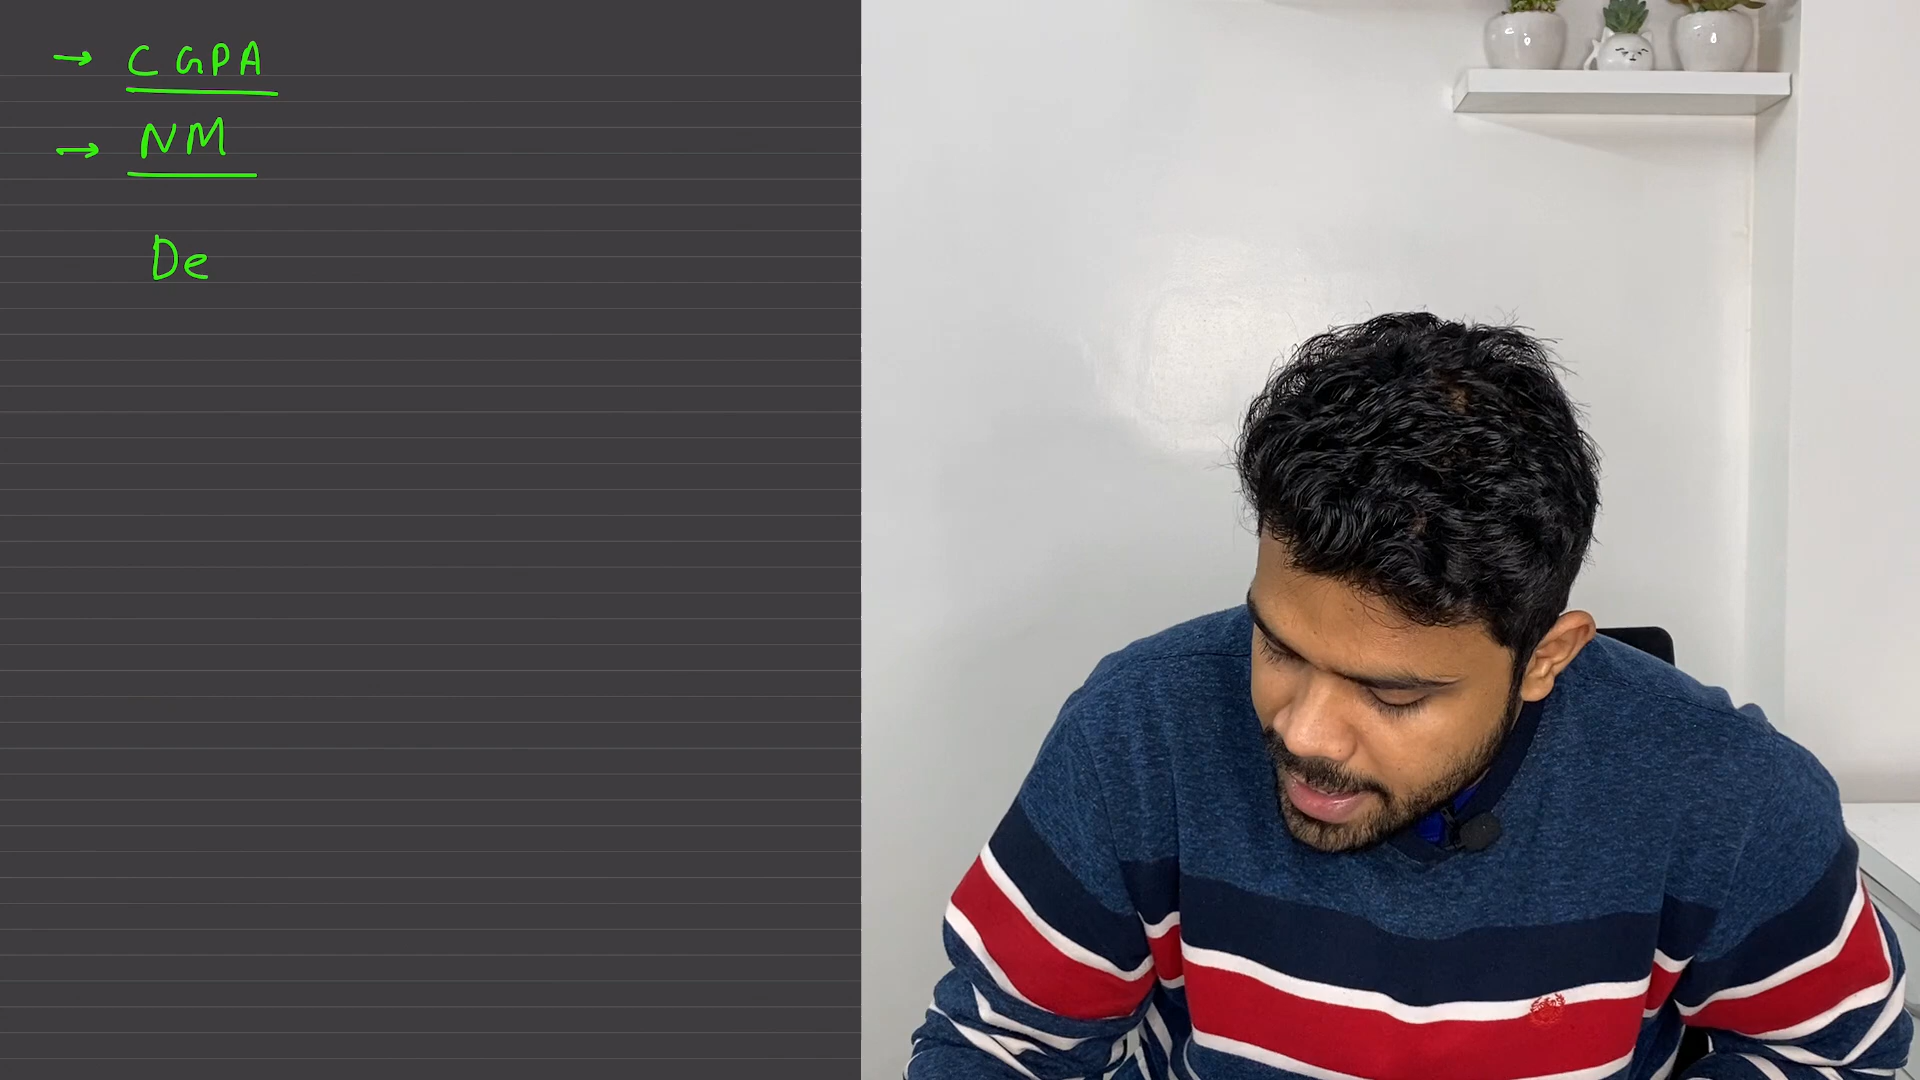 → CGPA
→ NM
De